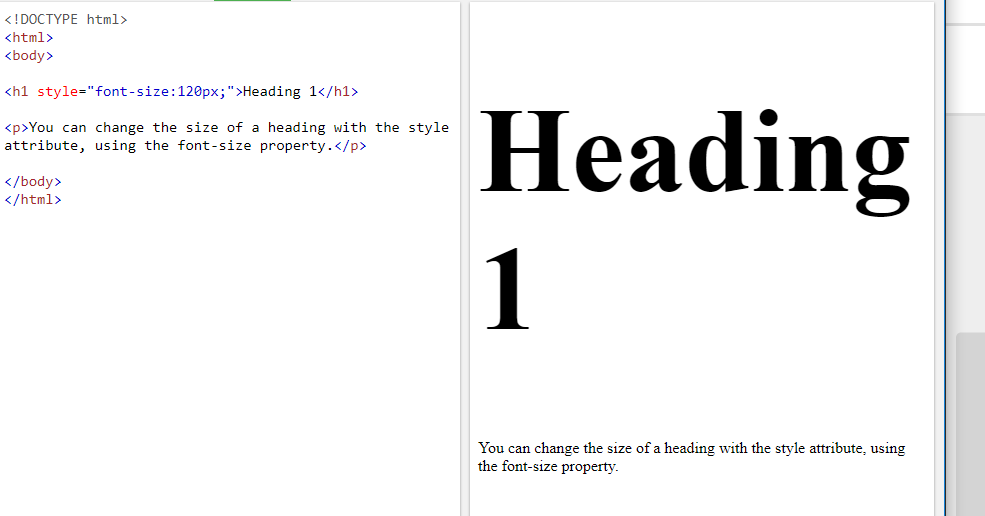 <!DOCTYPE html>
<html>
<body>
<h1 style="font-size:120px;">Heading 1</h1>
<p>You can change the size of a heading with the style
attribute, using the font-size property.</p>
</body>
</html>
Heading
1
You can change the size of a heading with the style attribute, using
the font-size property.